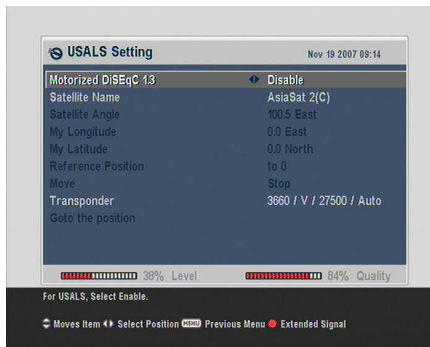 USALS Setting
Nov 19 2007 09:14
Motorized DiSEqC 1.3 Disable
Satellite Name AsiaSat 2(C)
Satellite Angle 100.5 East
My Longitude 0.0 East
My Latitude 0.0 North
Reference Position to 0
Move Stop
Transponder 3660 / V / 27500 / Auto
Goto the position
38% Level 84% Quality
For USALS, Select Enable.
Moves Item Select Position MENU Previous Menu Extended Signal